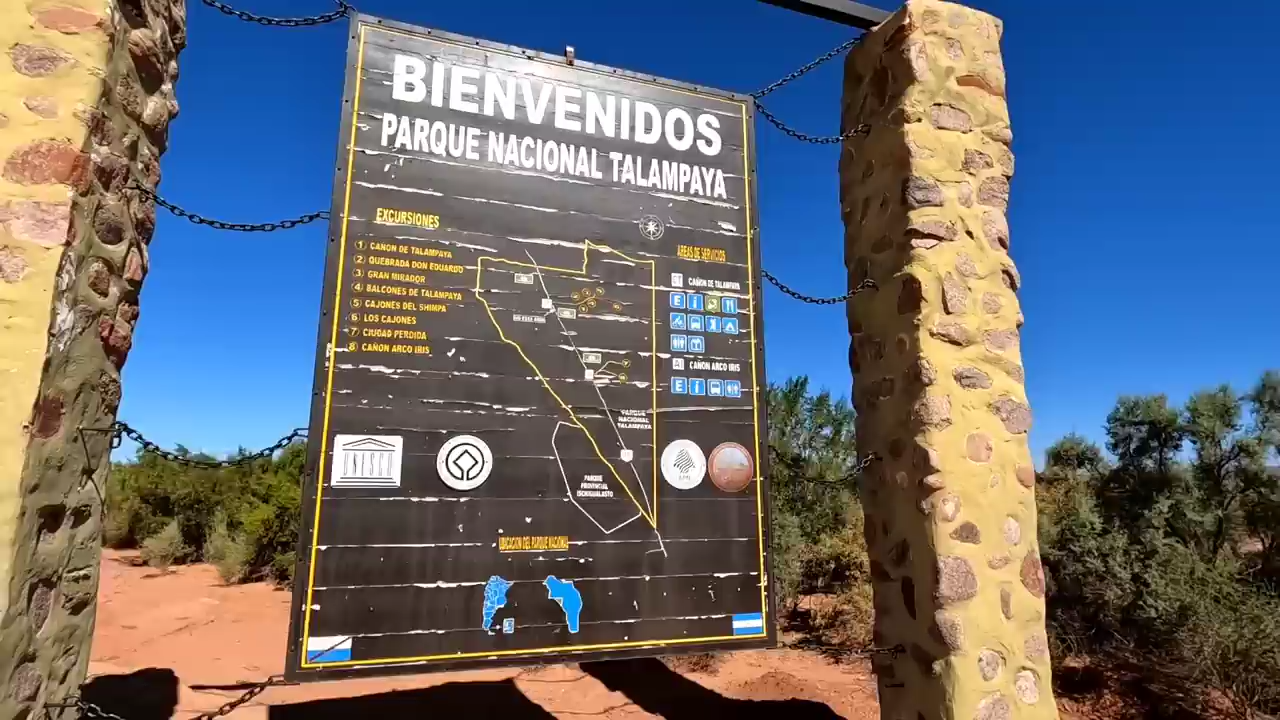 BIENVENIDOS
PARQUE NACIONAL TALAMPAYA
EXCURSIONES
1 CAÑON DE TALAMPAYA
2 QUEBRADA DON EDUARDO
3 GRAN MIRADOR
4 BALCONES DE TALAMPAYA
5 CAJONES DEL SHIMPA
6 LOS CAJONES
7 CIUDAD PERDIDA
8 CAÑON ARCO IRIS
AREAS DE SERVICIOS
CAÑON DE TALAMPAYA
E i
CAÑON ARCO IRIS
E i
PARQUE
NACIONAL
TALAMPAYA
PARQUE
PROVINCIAL
ISCHIGUALASTO
UNESCO
UBICACION DEL PARQUE NACIONAL